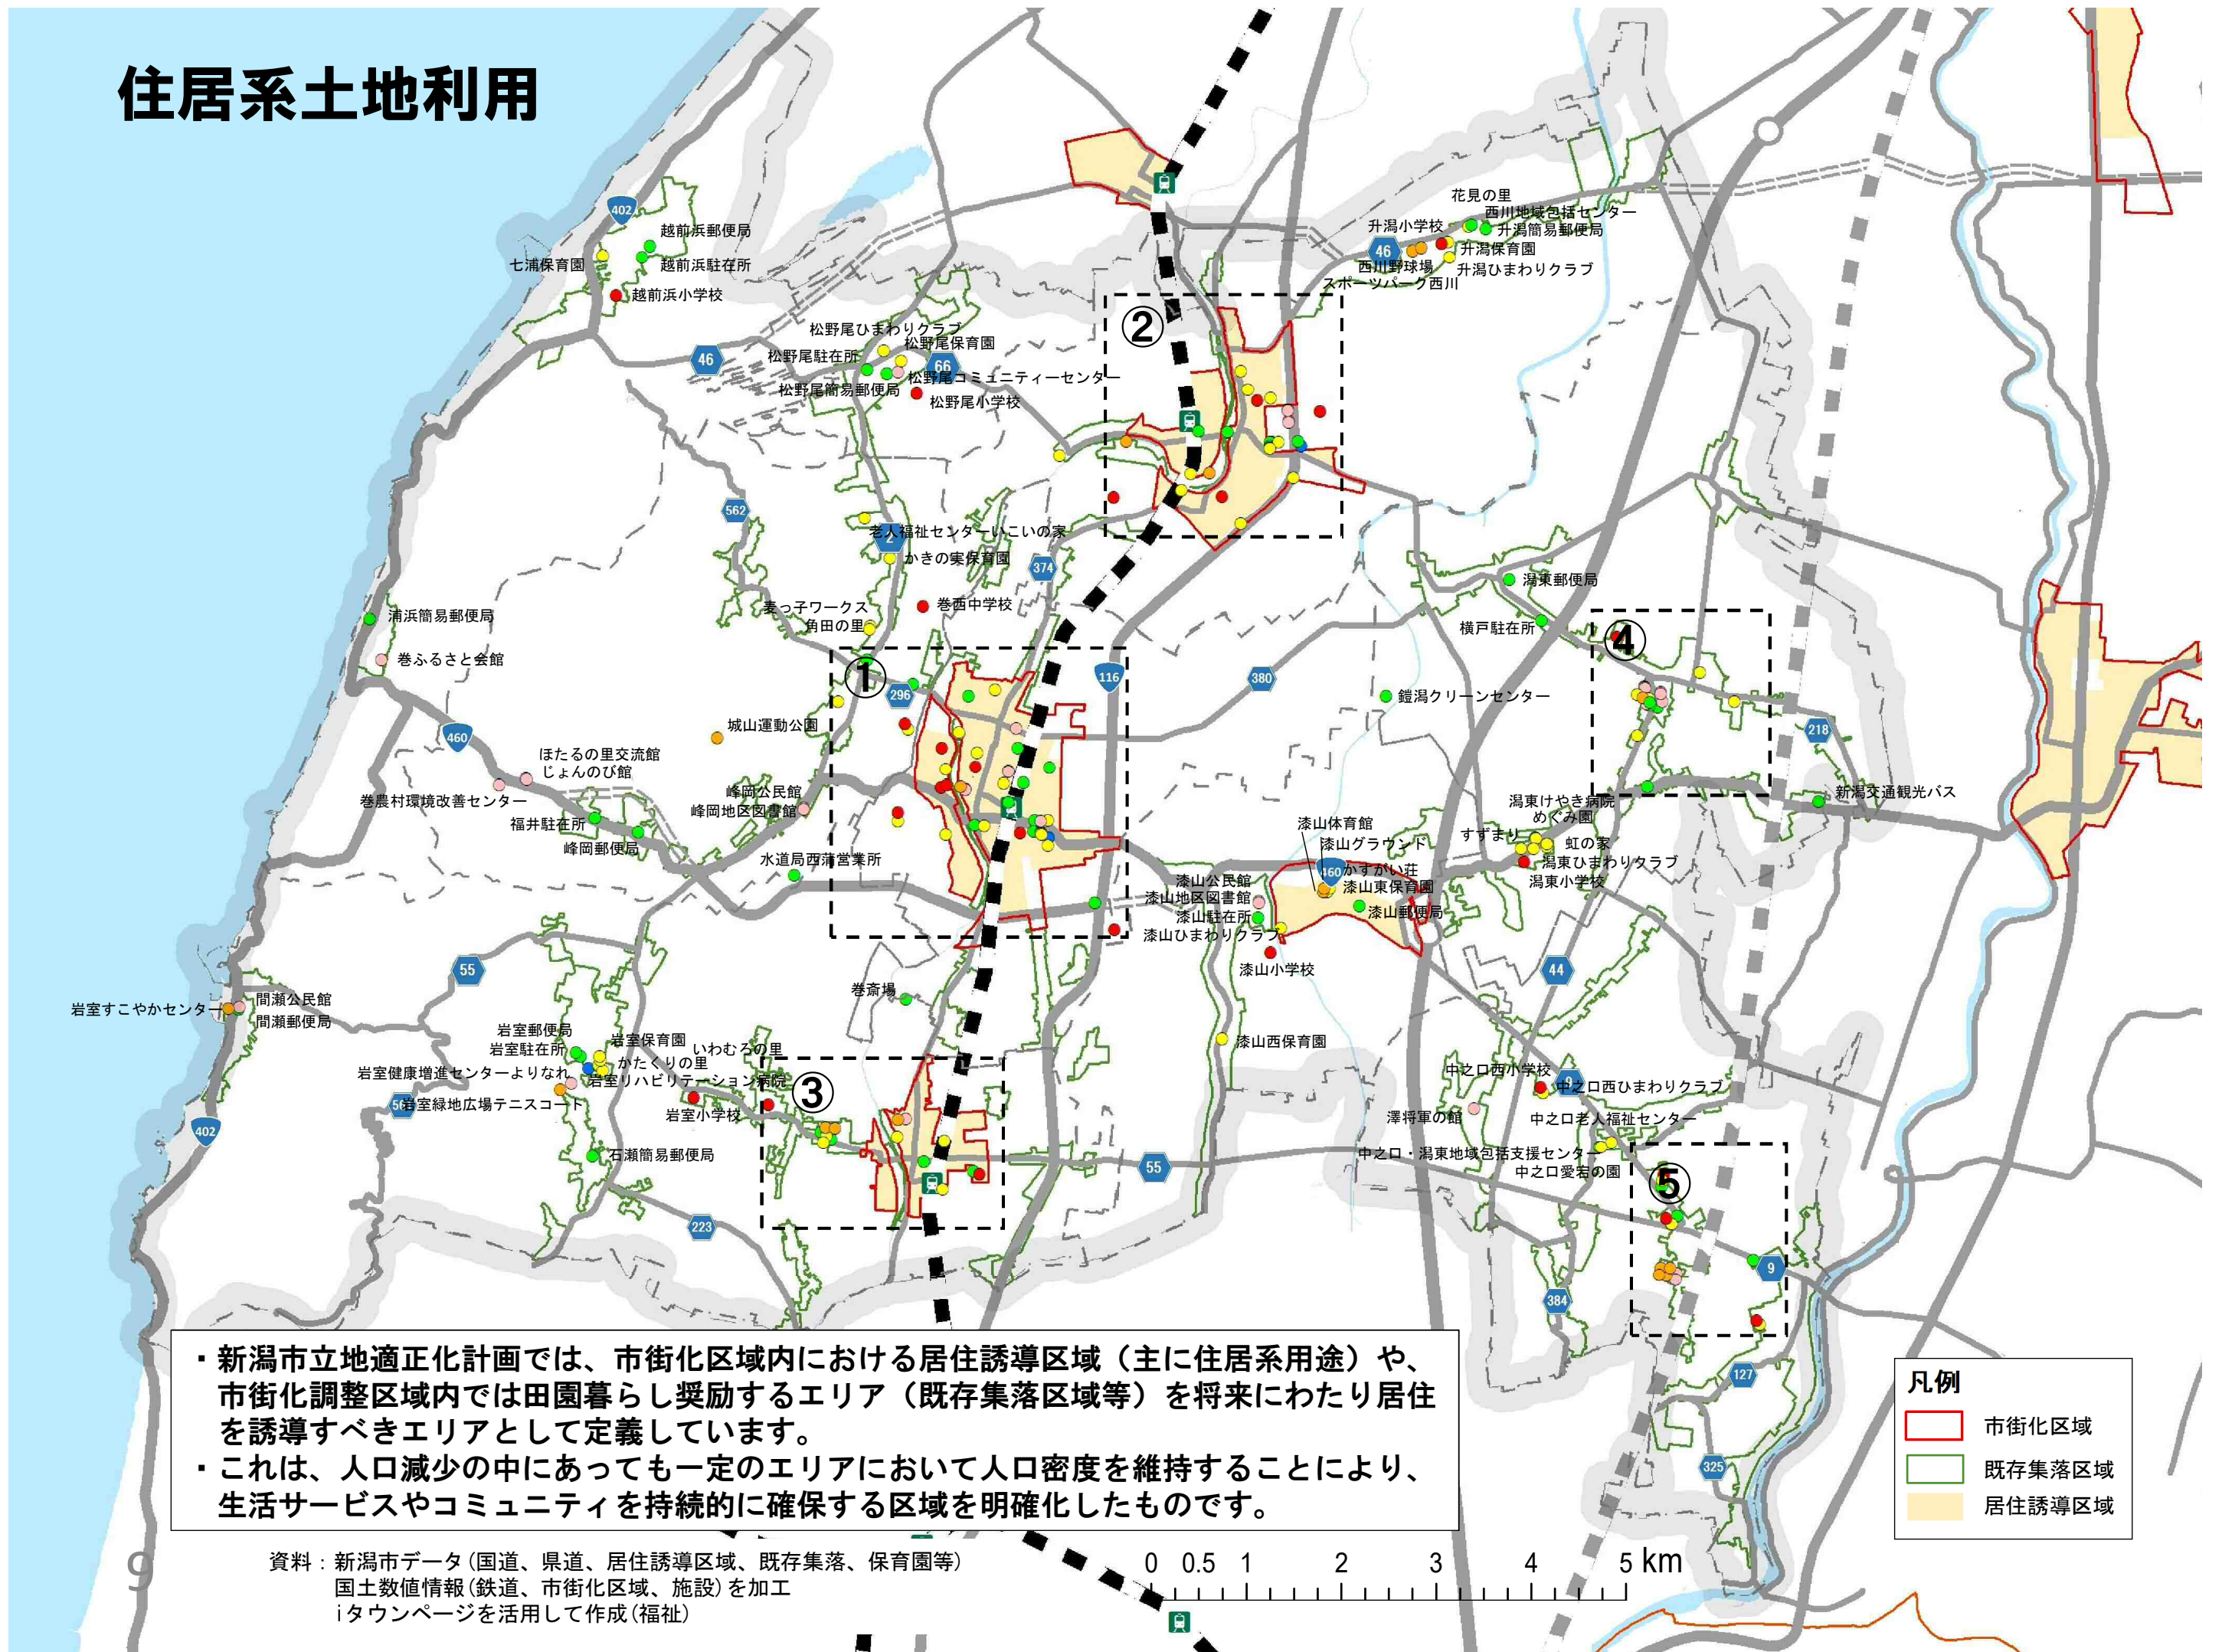 住居系土地利用
402
越前浜郵便局
七浦保育園
越前浜駐在所
越前浜小学校
花見の里
西川地域包括センター
升潟小学校
升潟簡易郵便局
46
升潟保育園
西川野球場
升潟ひまわりクラブ
スポーツパーク西川
②
松野尾ひまわりクラブ
松野尾保育園
松野尾駐在所
46
66
松野尾コミュニティーセンター
松野尾簡易郵便局
松野尾小学校
562
老人福祉センターいこいの家
2
かきの実保育園
374
潟東郵便局
麦っ子ワークス
巻西中学校
角田の里
浦浜簡易郵便局
横戸駐在所
④
巻ふるさと会館
①
296
116
380
鎧潟クリーンセンター
城山運動公園
460
218
ほたるの里交流館
じょんのび館
巻農村環境改善センター
峰岡公民館
峰岡地区図書館
新潟交通観光バス
潟東けやき病院
めぐみ園
福井駐在所
漆山体育館
すずまり
虹の家
漆山グラウンド
峰岡郵便局
水道局西蒲営業所
潟東ひまわりクラブ
460
かすがい荘
潟東小学校
漆山公民館
漆山東保育園
漆山地区図書館
漆山郵便局
漆山駐在所
漆山ひまわりクラブ
漆山小学校
55
44
巻斎場
間瀬公民館
岩室すこやかセンター
間瀬郵便局
岩室郵便局
岩室保育園
漆山西保育園
岩室駐在所
いわむろの里
かたくりの里
岩室健康増進センターよりなれ
岩室リハビリテーション病院
中之口西小学校
中之口西ひまわりクラブ
③
岩室緑地広場テニスコート
岩室小学校
澤将軍の館
中之口老人福祉センター
402
石瀬簡易郵便局
中之口・潟東地域包括支援センター
55
中之口愛宕の園
⑤
223
9
384
・新潟市立地適正化計画では、市街化区域内における居住誘導区域（主に住居系用途）や、
市街化調整区域内では田園暮らし奨励するエリア（既存集落区域等）を将来にわたり居住
を誘導すべきエリアとして定義しています。
・これは、人口減少の中にあっても一定のエリアにおいて人口密度を維持することにより、
生活サービスやコミュニティを持続的に確保する区域を明確化したものです。
127
325
凡例
市街化区域
既存集落区域
居住誘導区域
9
資料：新潟市データ(国道、県道、居住誘導区域、既存集落、保育園等)
国土数値情報(鉄道、市街化区域、施設)を加工
iタウンページを活用して作成(福祉)
0 0.5 1 2 3 4 5 km